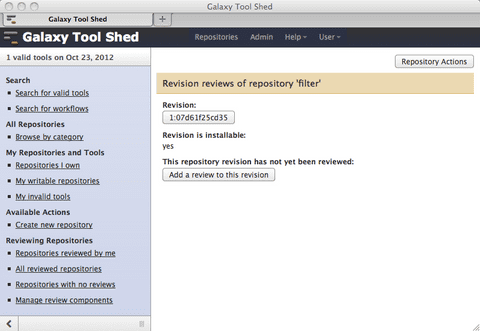 Galaxy Tool Shed
Galaxy Tool Shed
Galaxy Tool Shed
Repositories Admin Help User
1 valid tools on Oct 23, 2012
Repository Actions
Search
Search for valid tools
Search for workflows
All Repositories
Browse by category
My Repositories and Tools
Repositories I own
My writable repositories
My invalid tools
Available Actions
Create new repository
Reviewing Repositories
Repositories reviewed by me
All reviewed repositories
Repositories with no reviews
Manage review components
Revision reviews of repository 'filter'
Revision:
1:07d61f25cd35
Revision is installable:
yes
This repository revision has not yet been reviewed:
Add a review to this revision